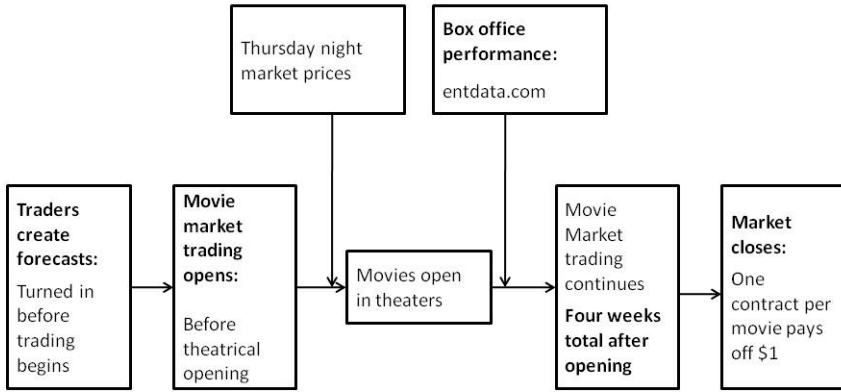 Thursday night
market prices
Box office
performance:
entdata.com
Traders
create
forecasts:
Turned in
before
trading
begins
Movie
market
trading
opens:
Before
theatrical
opening
Movies open
in theaters
Movie
Market
trading
continues
Four weeks
total after
opening
Market
closes:
One
contract per
movie pays
off $1